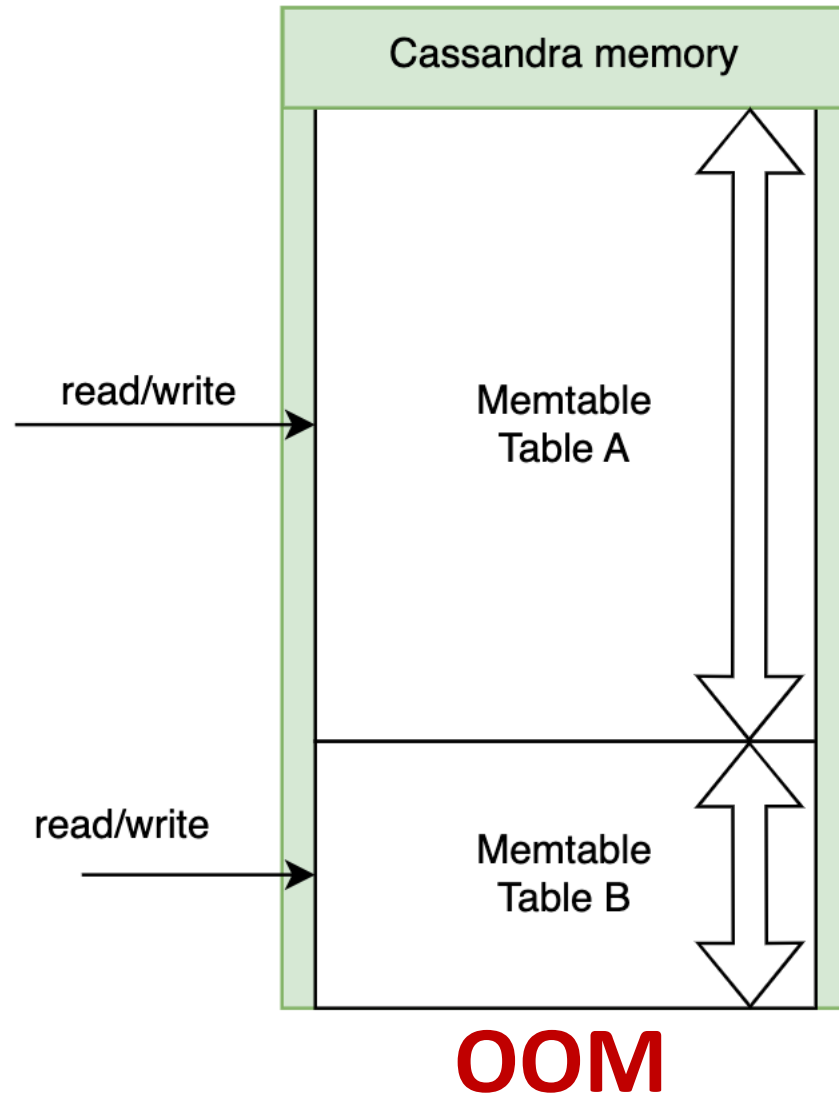 Cassandra memory
read/write
Memtable
Table A
read/write
Memtable
Table B
OOM